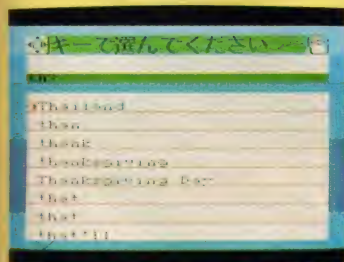 キーで選んでください
tha
Thailand
than
thank
thanksgiving
Thanksgiving Day
that
that
that'll